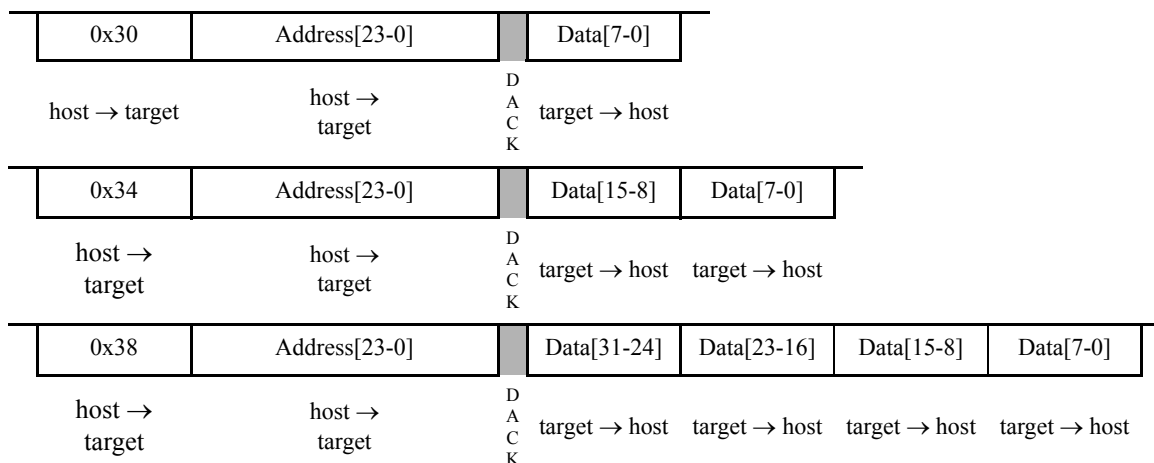 0x30 Address[23-0] Data[7-0]
host → target host → target D A C K target → host
0x34 Address[23-0] Data[15-8] Data[7-0]
host → target host → target D A C K target → host target → host
0x38 Address[23-0] Data[31-24] Data[23-16] Data[15-8] Data[7-0]
host → target host → target D A C K target → host target → host target → host target → host